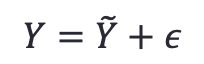 Y = Ỹ + ϵ